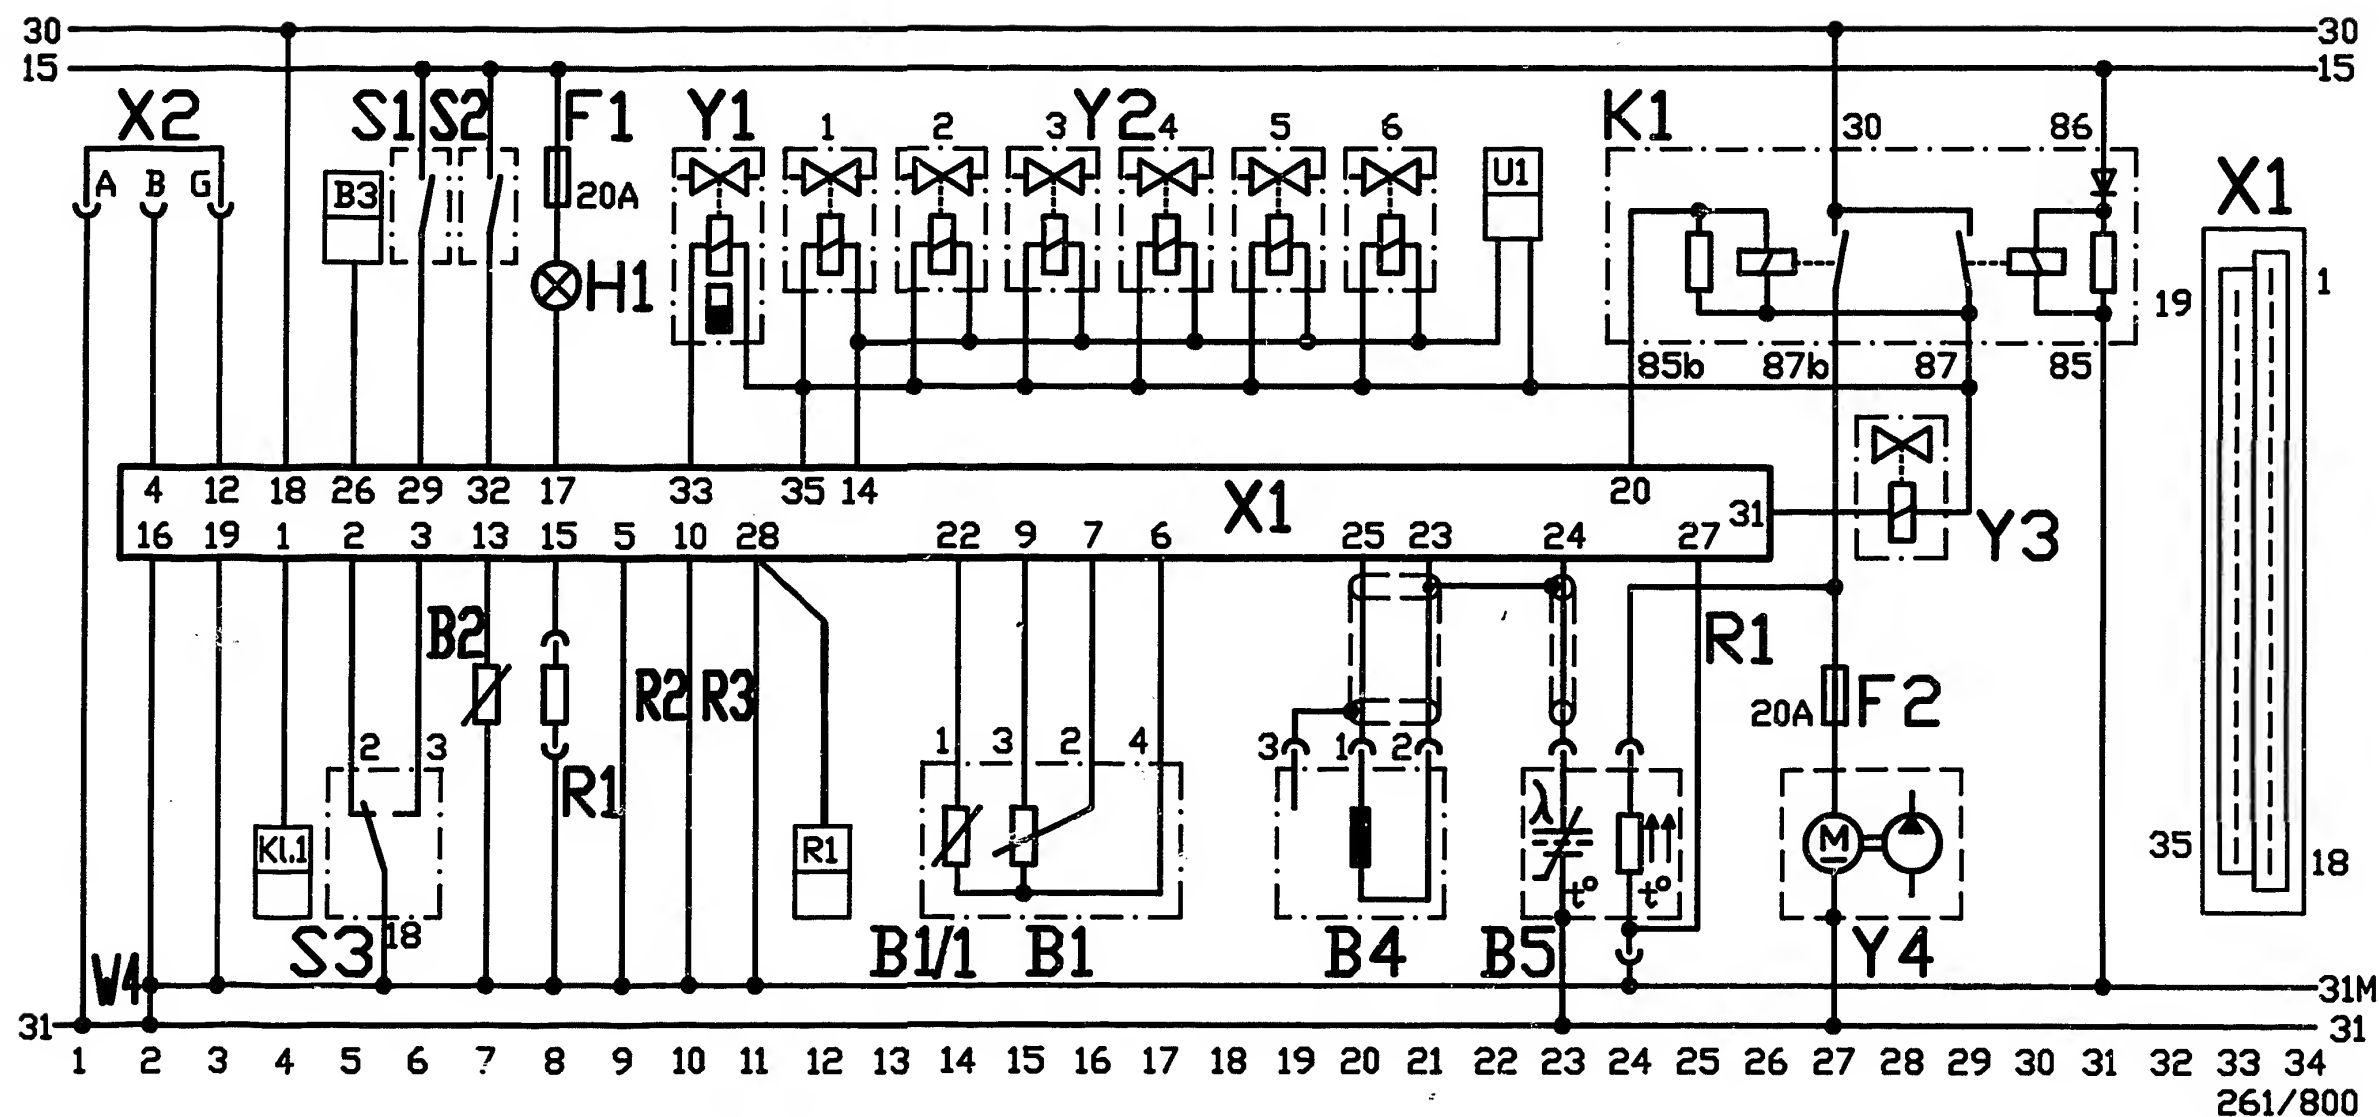 30 30
15 15
X2 S1 S2 F1 Y1 1 2 3 Y2 4 5 6 K1 30 86
A B G B3 20A U1 X1
H1 19 1
85b 87b 87 85
4 12 18 26 29 32 17 33 35 14 X1 20 31
16 19 1 2 3 13 15 5 10 28 22 9 7 6 25 23 24 27 Y3
B2 R2 R3 R1 20A F2
2 3 1 3 2 4 3 1 2
R1 λ
Kl.1 R1 M 35 18
t° t°
S3 18 B1/1 B1 B4 B5 Y4
W4 31M
31 31
1 2 3 4 5 6 7 8 9 10 11 12 13 14 15 16 17 18 19 20 21 22 23 24 25 26 27 28 29 30 31 32 33 34
261/800